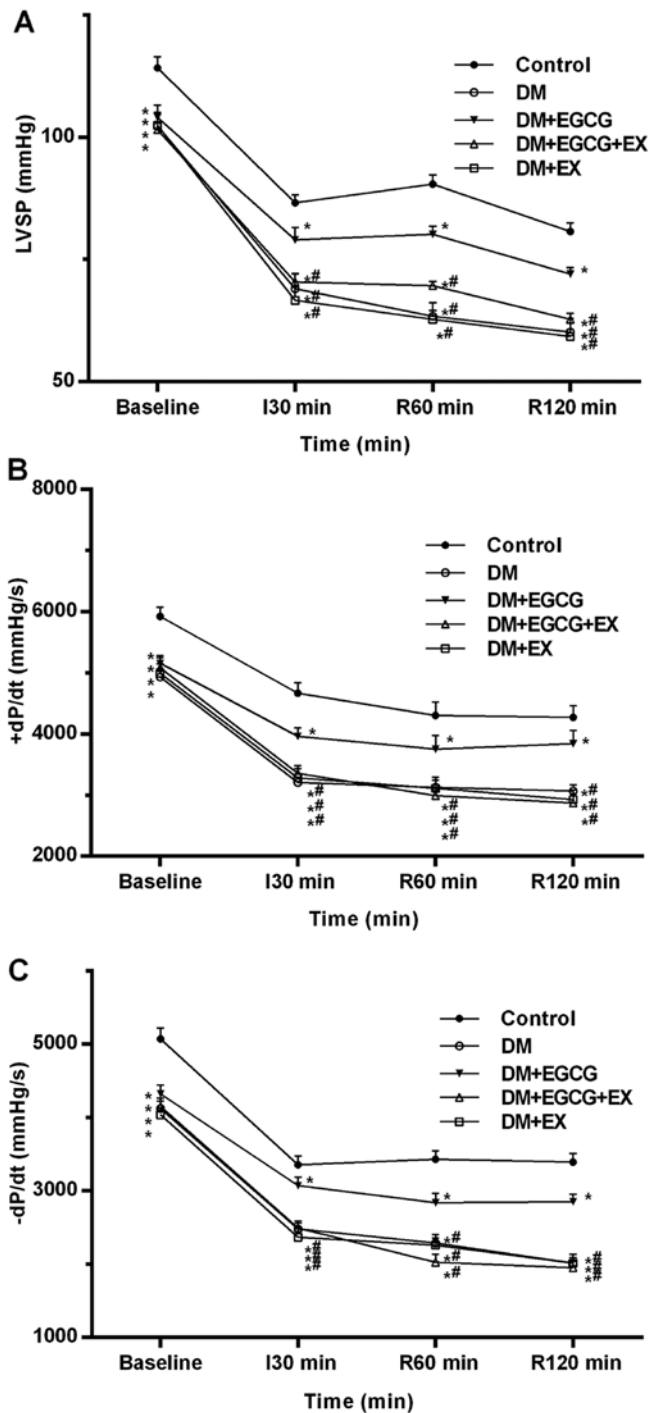 A
LVSP (mmHg)
100
50
Control
DM
DM+EGCG
DM+EGCG+EX
DM+EX
*
*
*
*
*
*#
*#
*#
*
*#
*#
*#
*
*#
*#
*#
Baseline I30 min R60 min R120 min
Time (min)
B
+dP/dt (mmHg/s)
8000
6000
4000
2000
Control
DM
DM+EGCG
DM+EGCG+EX
DM+EX
*
*
*
*
*
*#
*#
*#
*
*#
*#
*#
*
*#
*#
*#
Baseline I30 min R60 min R120 min
Time (min)
C
-dP/dt (mmHg/s)
5000
3000
1000
Control
DM
DM+EGCG
DM+EGCG+EX
DM+EX
*
*
*
*
*
*#
*#
*#
*
*#
*#
*#
*
*#
*#
*#
Baseline I30 min R60 min R120 min
Time (min)